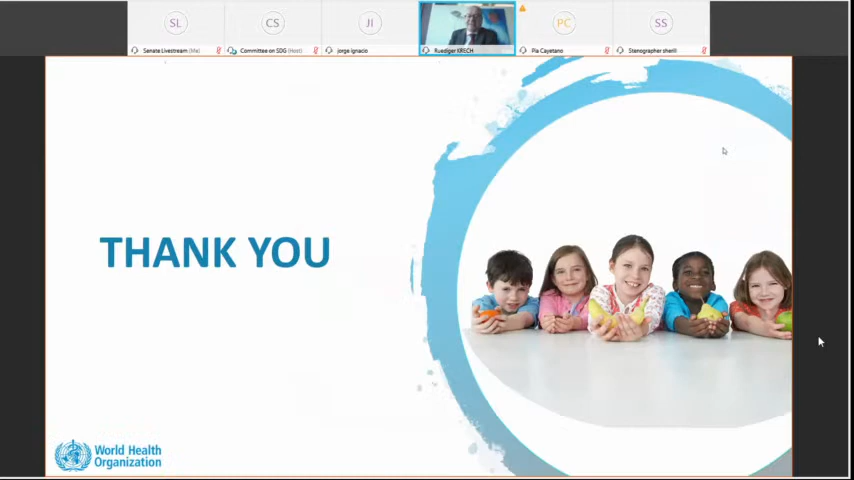 SL
CS
JI
PC
SS
Senate Livestream (Me)
Committee on SDG (Host)
jorge ignacio
Ruediger KRECH
Pia Cayetano
Stenographer sherill
THANK YOU
World Health
Organization